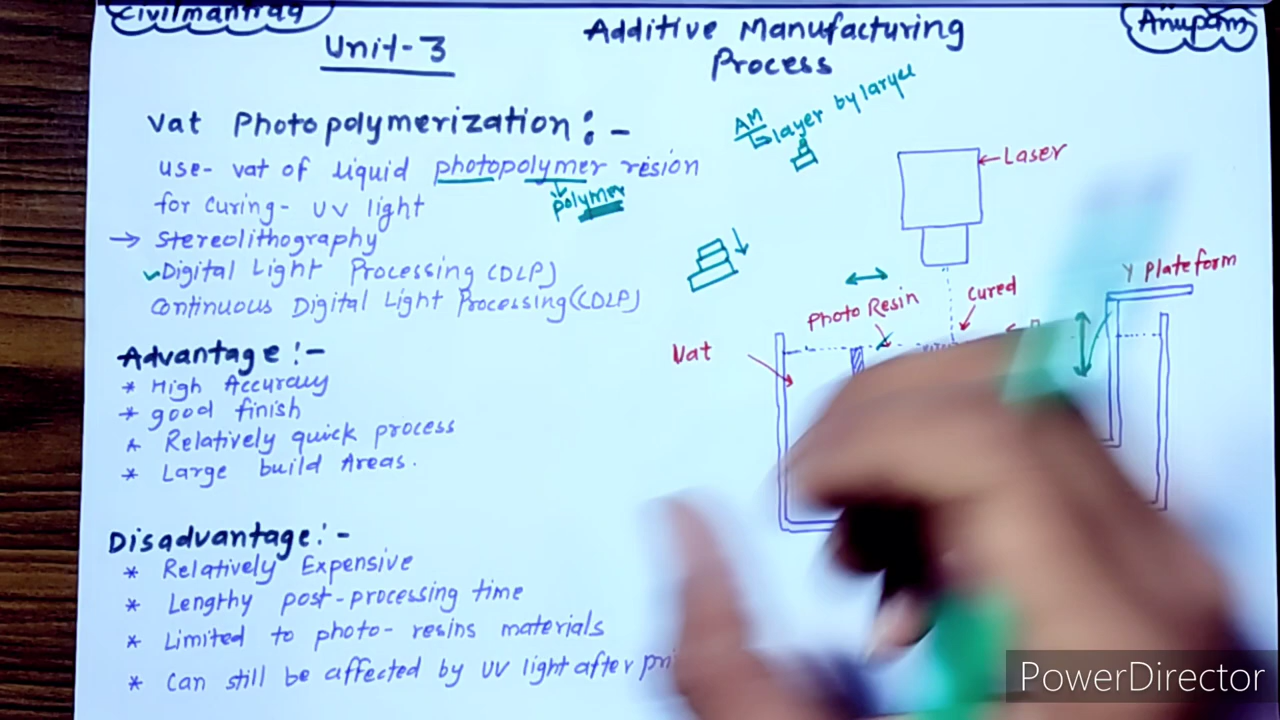 Civilmantraa
Anupam
Unit-3
Additive Manufacturing
Process
Vat Photopolymerization:-
use- vat of liquid photopolymer resion
polymer
for curing- UV light
→ Stereolithography
Digital Light Processing (DLP)
Continuous Digital Light Processing (CDLP)
Advantage:-
* High Accuracy
* good finish
* Relatively quick process
* Large build Areas.
Disadvantage:-
* Relatively Expensive
* Lengthy post-processing time
* Limited to photo-resins materials
* Can still be affected by UV light after
AM
layer by laryer
Laser
Y Plateform
Photo Resin
Cured
Vat
PowerDirector